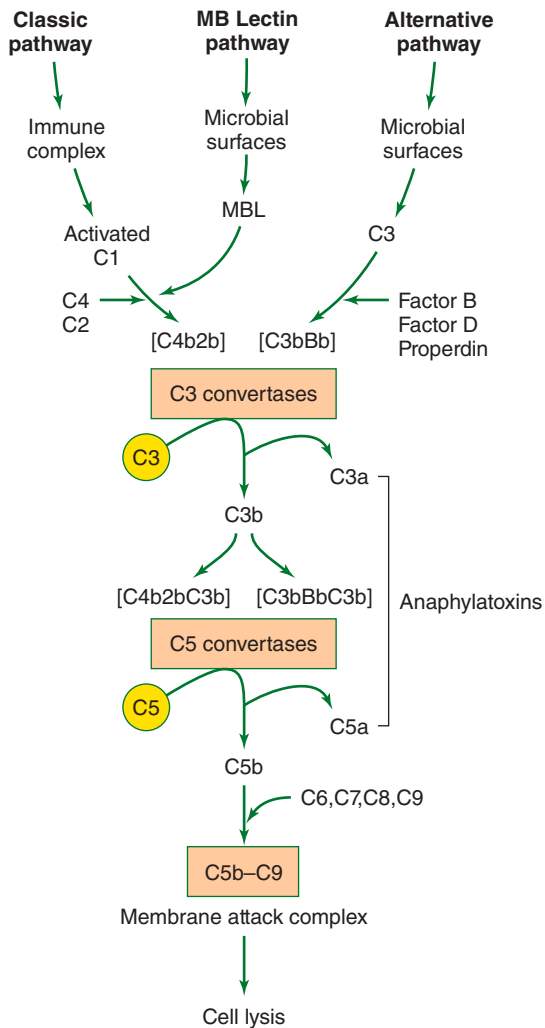 Classic
pathway
MB Lectin
pathway
Alternative
pathway
Immune
complex
Microbial
surfaces
Microbial
surfaces
MBL
Activated
C1
C3
C4
C2
Factor B
Factor D
Properdin
[C4b2b]
[C3bBb]
C3 convertases
C3
C3a
C3b
[C4b2bC3b]
[C3bBbC3b]
Anaphylatoxins
C5 convertases
C5
C5a
C5b
C6,C7,C8,C9
C5b–C9
Membrane attack complex
Cell lysis